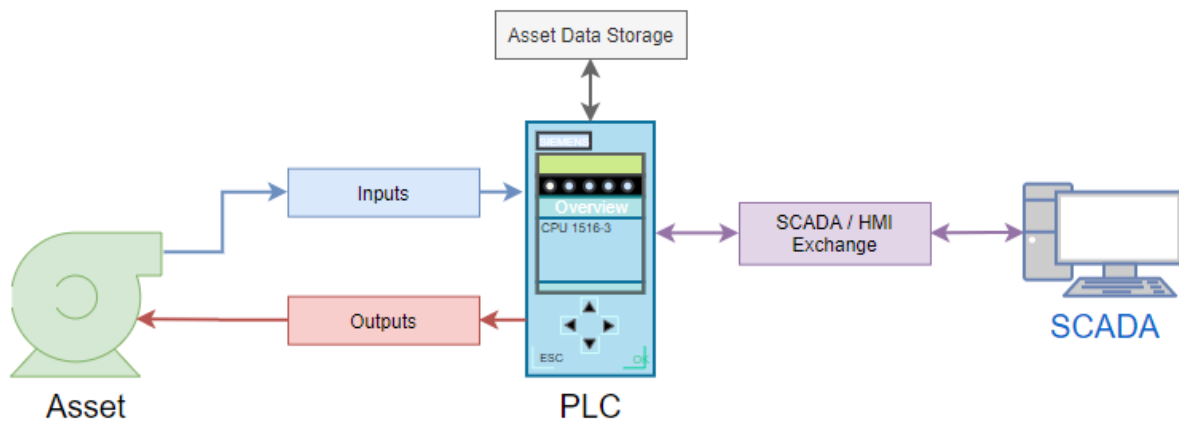 Asset Data Storage
SIEMENS
Inputs
Overview
CPU 1516-3
SCADA / HMI
Exchange
Outputs
ESC
OK
SCADA
Asset
PLC